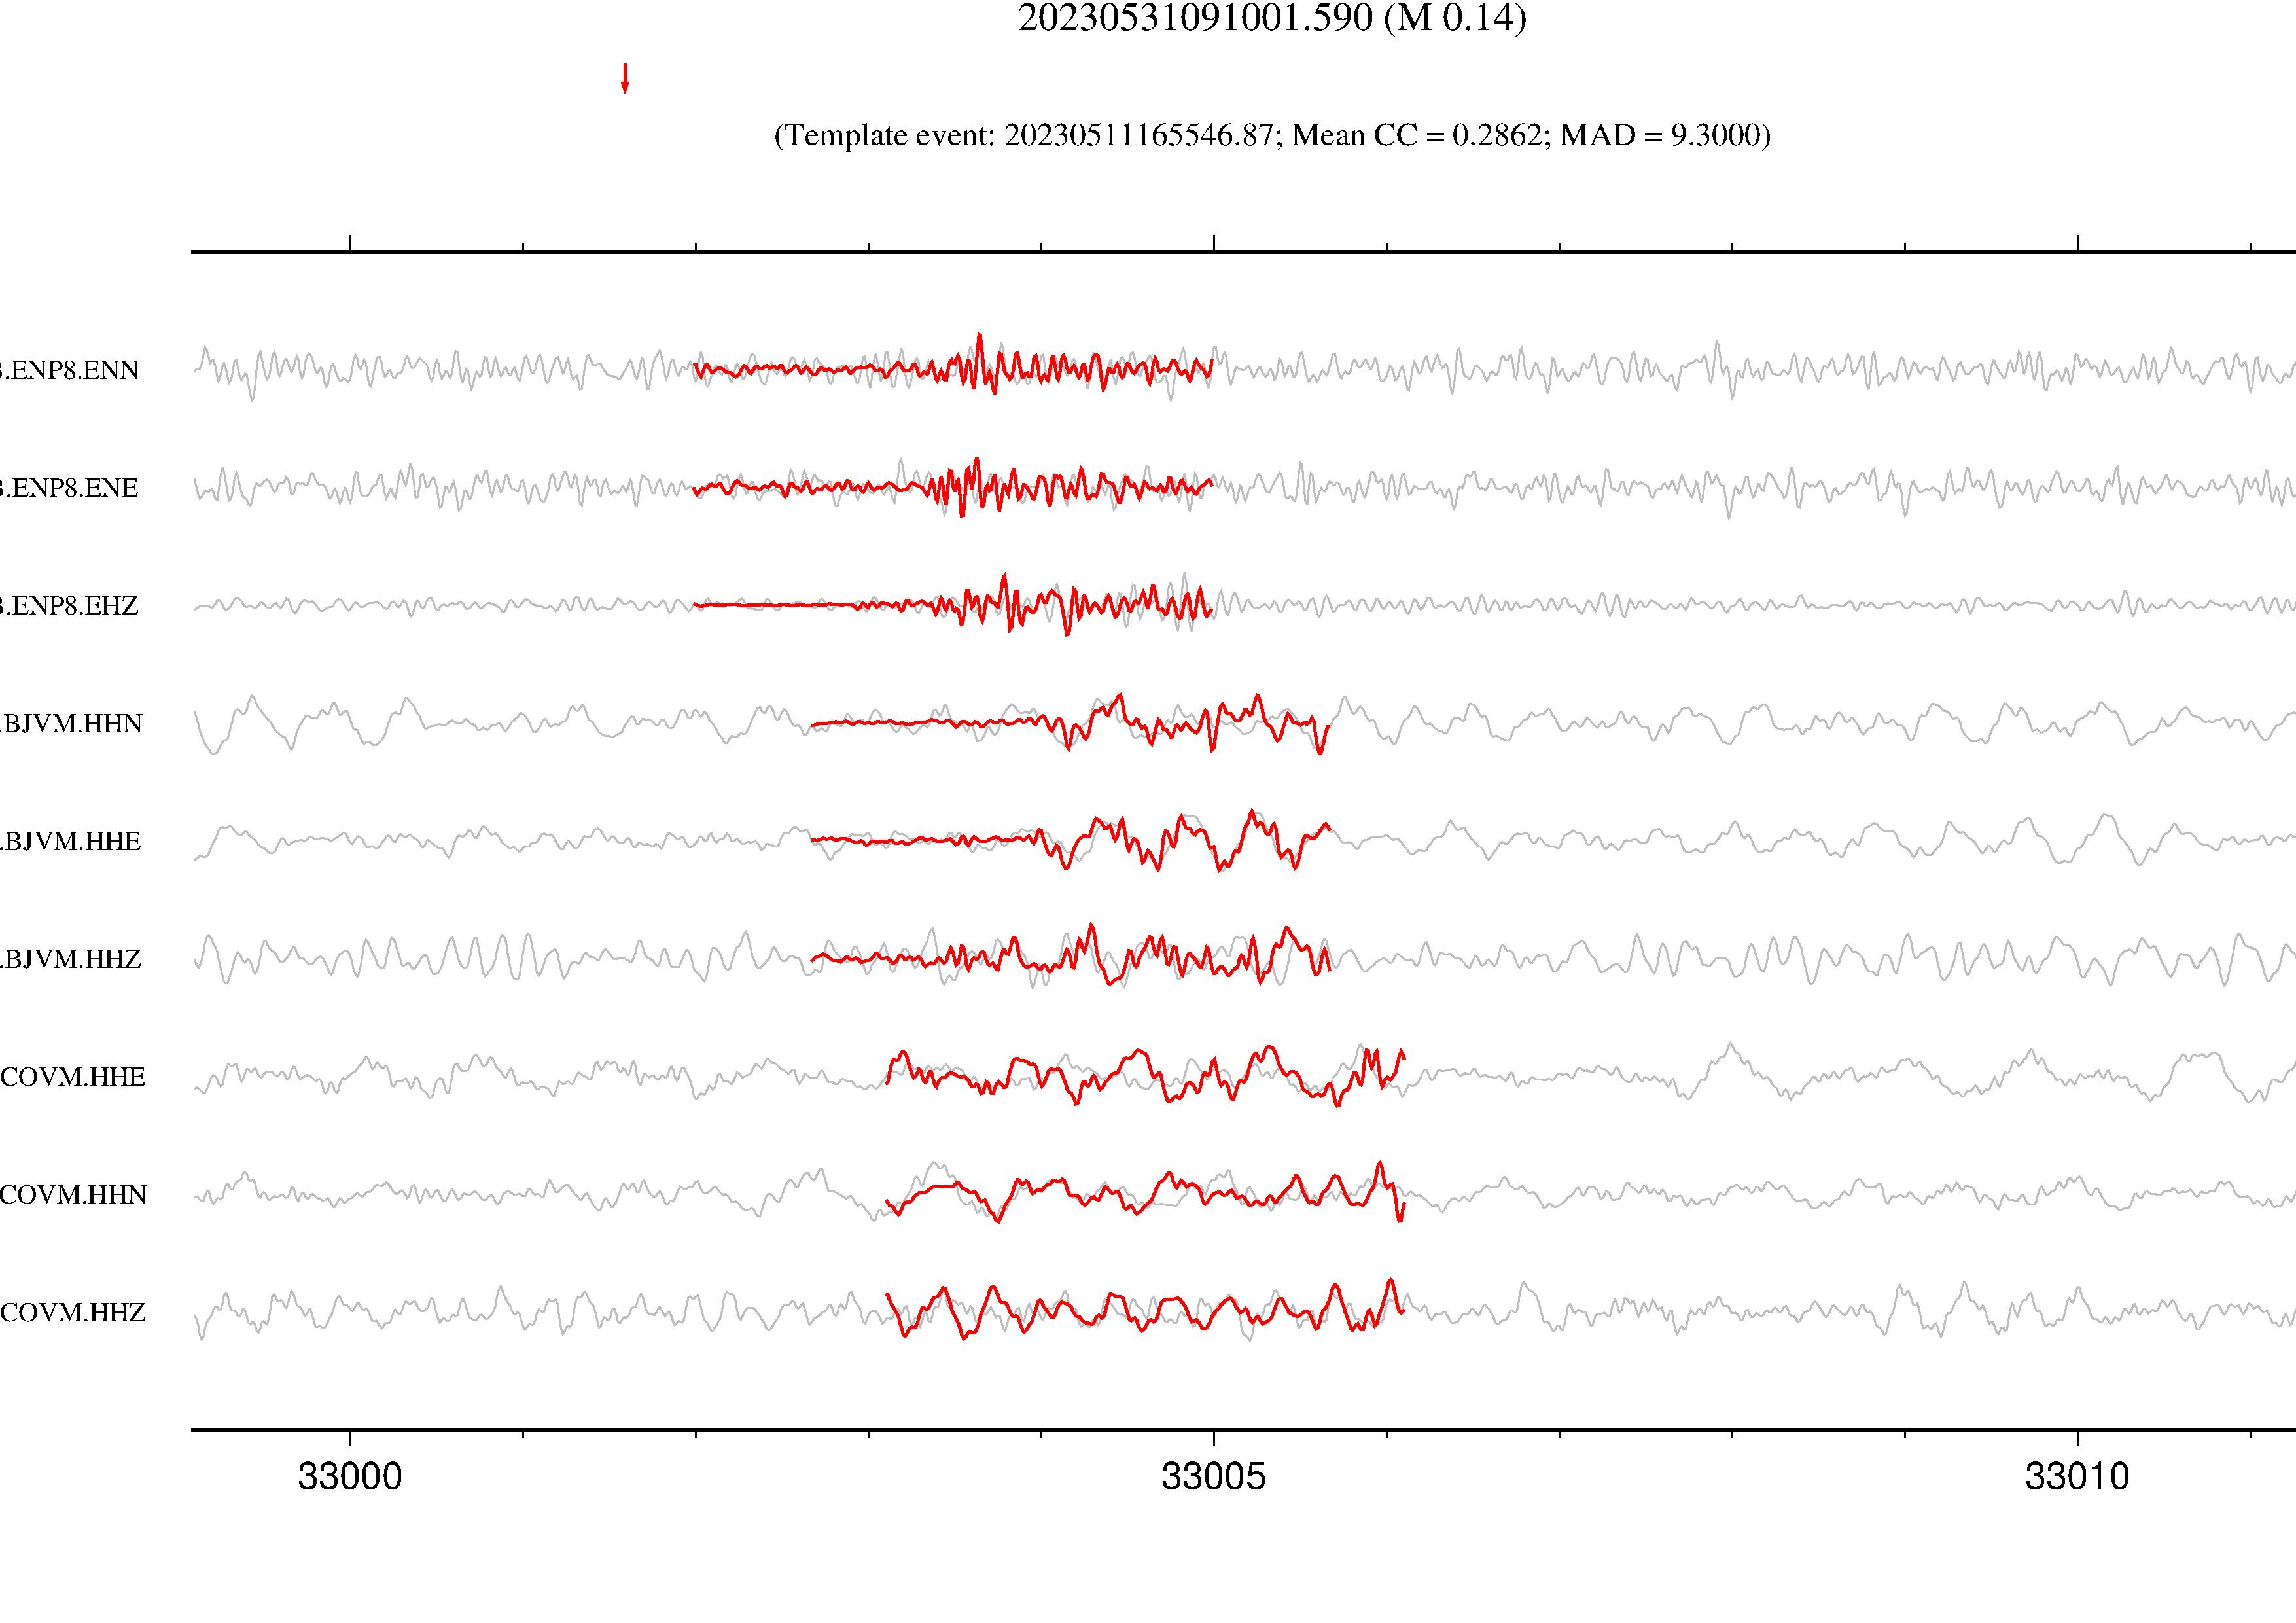 20230531091001.590 (M 0.14)
(Template event: 20230511165546.87; Mean CC = 0.2862; MAD = 9.3000)
.ENP8.ENN
.ENP8.ENE
.ENP8.EHZ
.BJVM.HHN
.BJVM.HHE
.BJVM.HHZ
COVM.HHE
COVM.HHN
COVM.HHZ
33000 33005 33010